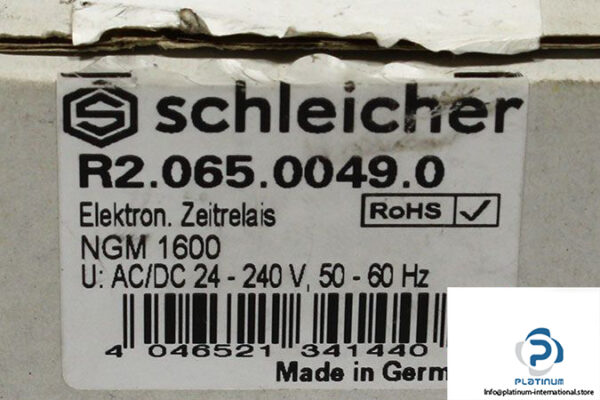 S schleicher
R2.065.0049.0
Elektron. Zeitrelais
RoHS ✓
NGM 1600
U: AC/DC 24 - 240 V, 50 - 60 Hz
4 046521 341440
Made in Germ
PLATINUM
Info@platinum-international.store